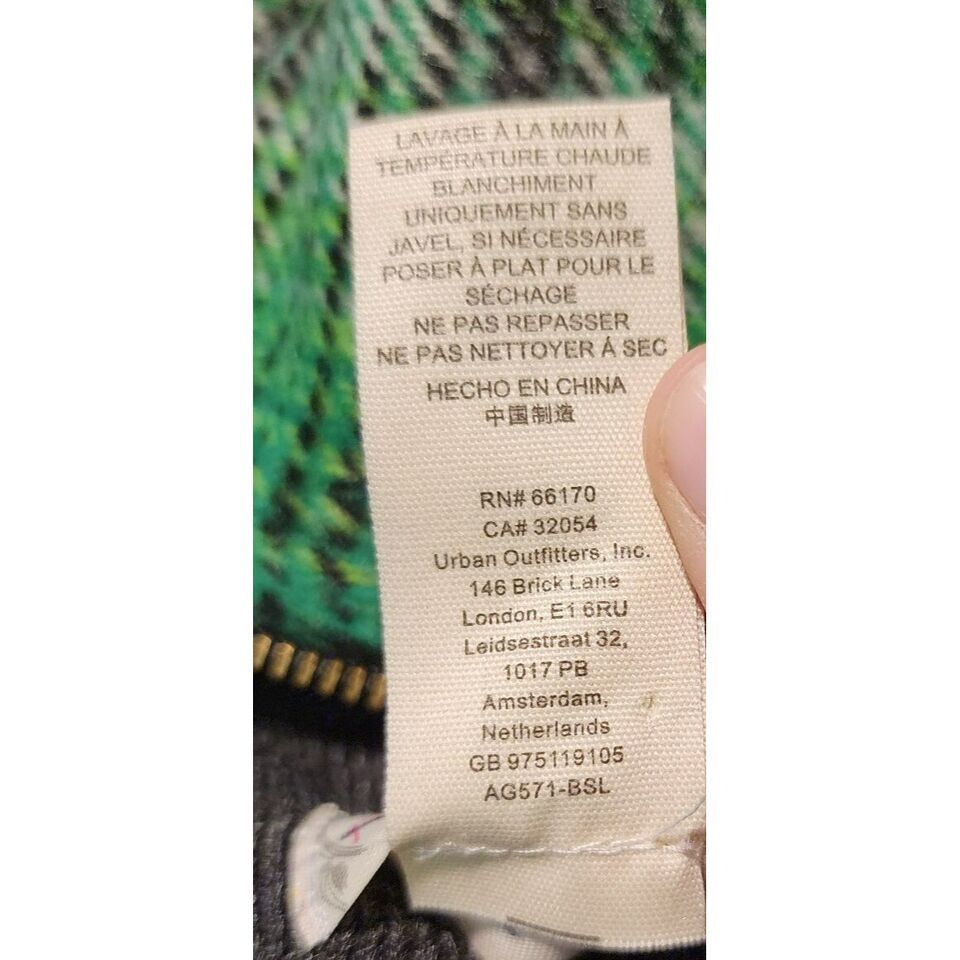 LAVAGE À LA MAIN À
TEMPÉRATURE CHAUDE
BLANCHIMENT
UNIQUEMENT SANS
JAVEL, SI NÉCESSAIRE
POSER À PLAT POUR LE
SÉCHAGE
NE PAS REPASSER
NE PAS NETTOYER Á SEC
HECHO EN CHINA
中国制造
RN# 66170
CA# 32054
Urban Outfitters, Inc.
146 Brick Lane
London, E1 6RU
Leidsestraat 32,
1017 PB
Amsterdam,
Netherlands
GB 975119105
AG571-BSL